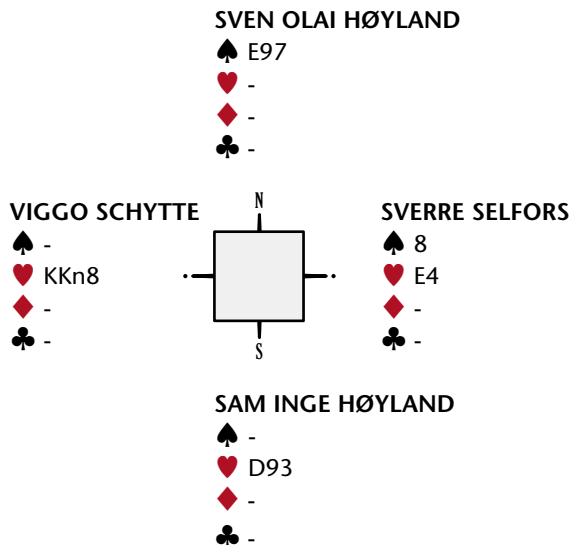 SVEN OLAI HØYLAND
♠ E97
♥ -
♦ -
♣ -
VIGGO SCHYTTE
♠ -
♥ KKn8
♦ -
♣ -
N
S
SVERRE SELFORS
♠ 8
♥ E4
♦ -
♣ -
SAM INGE HØYLAND
♠ -
♥ D93
♦ -
♣ -